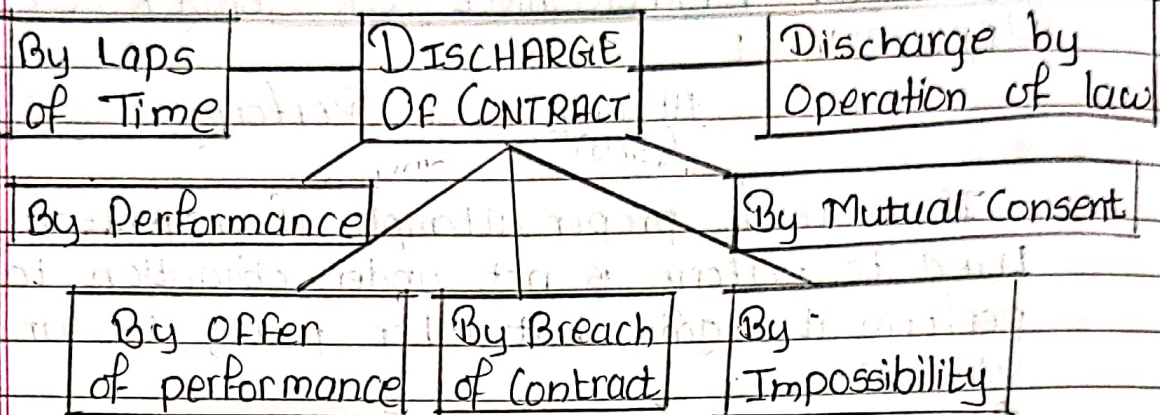 By Laps
of Time
DISCHARGE
OF CONTRACT
Discharge by
Operation of law
By Performance
By Mutual Consent
By OFFer
of performance
By Breach
of Contract
By
Impossibility